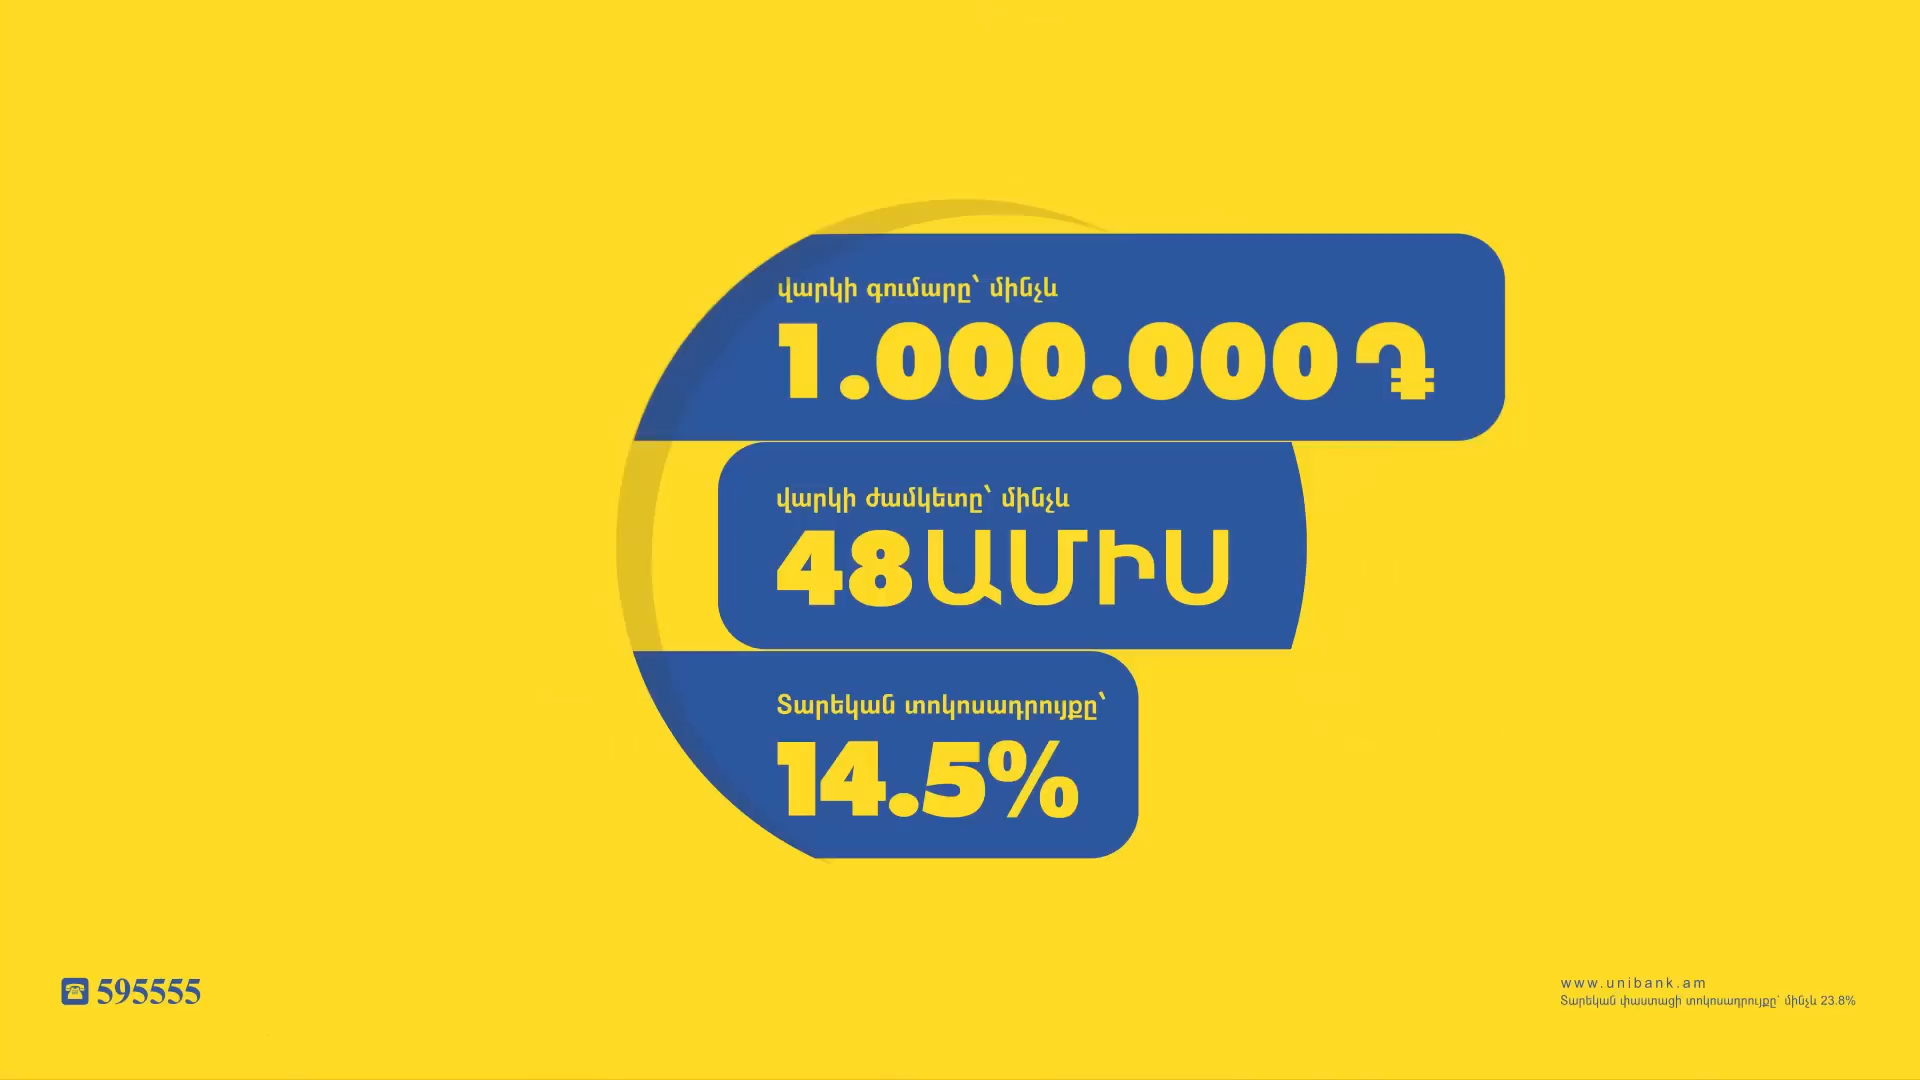 վարկի գումարը՝ մինչև
1.000.000֏
վարկի ժամկետը՝ մինչև
48ԱՄԻՍ
Տարեկան տոկոսադրույքը՝
14.5%
595555
www.unibank.am
Տարեկան փաստացի տոկոսադրույքը՝ մինչև 23.8%